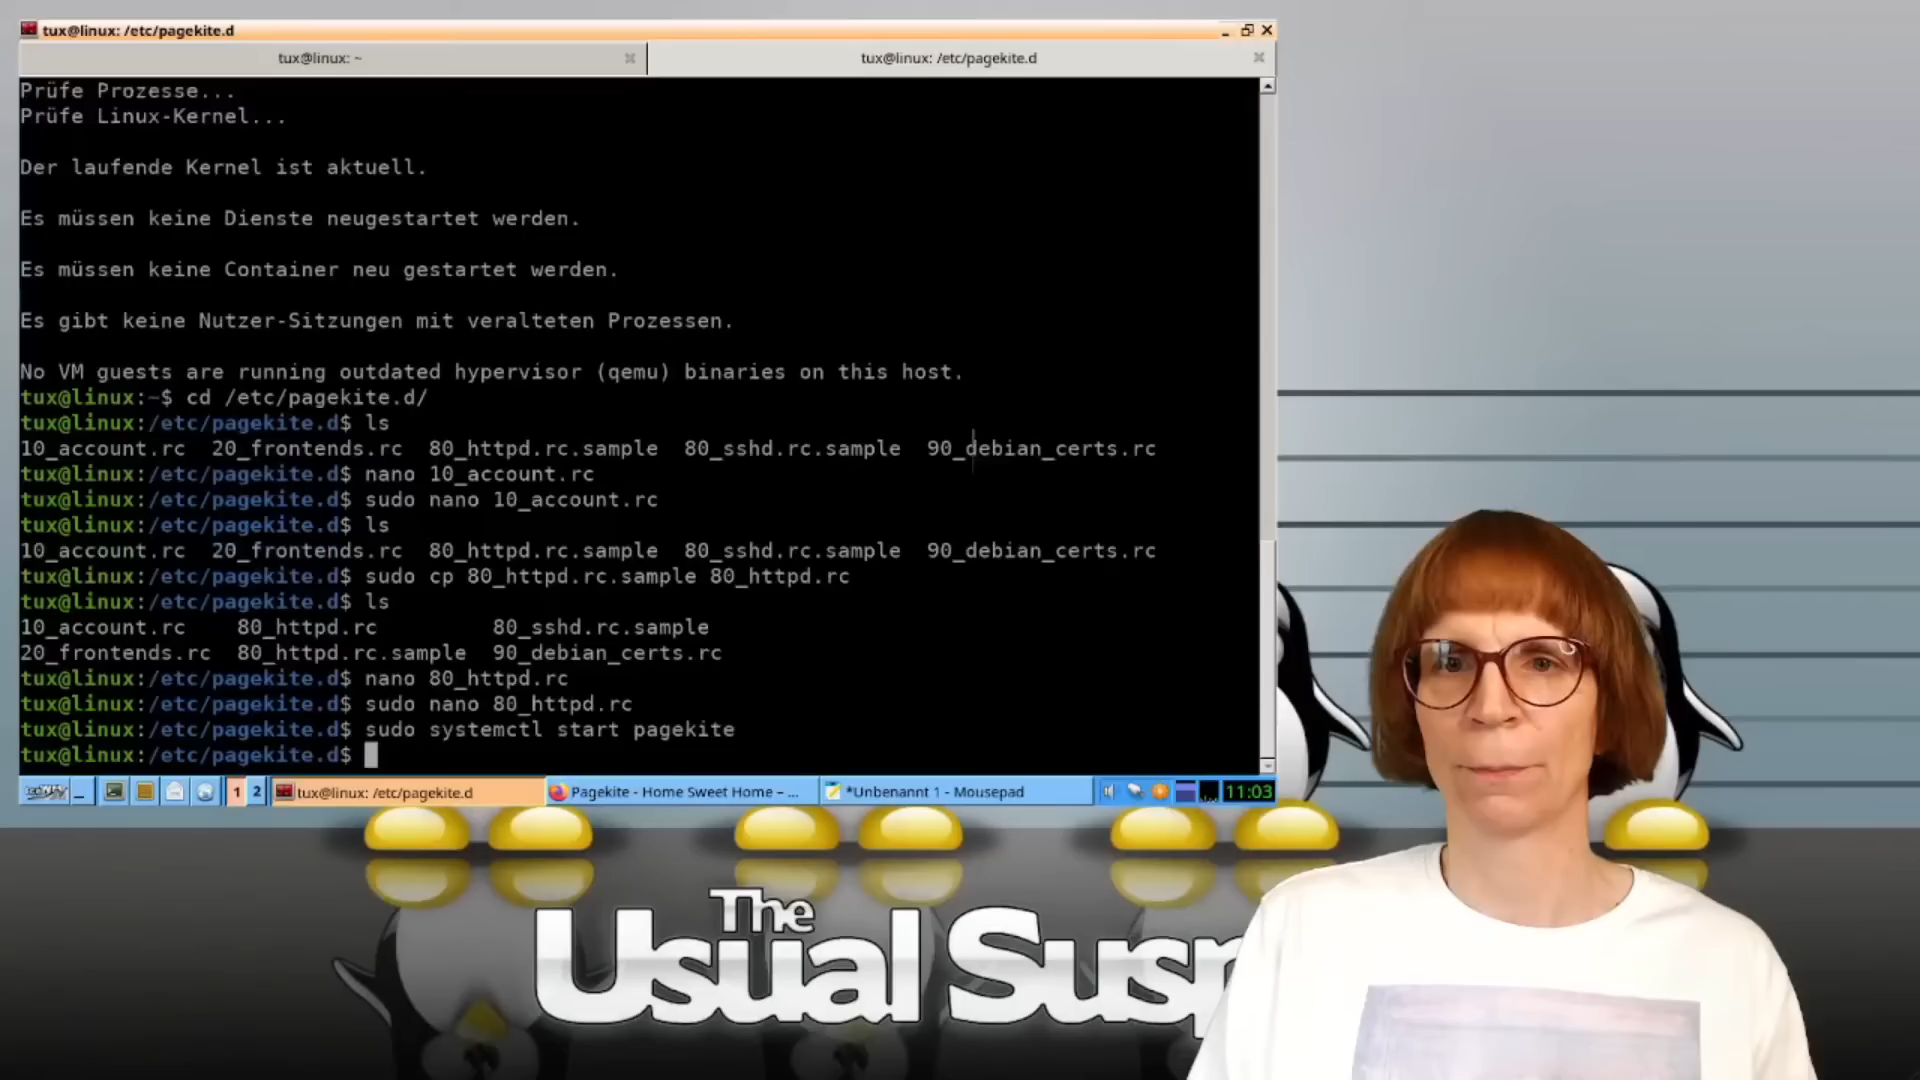 tux@linux: /etc/pagekite.d
tux@linux: ~
tux@linux: /etc/pagekite.d
Prüfe Prozesse...
Prüfe Linux-Kernel...
Der laufende Kernel ist aktuell.
Es müssen keine Dienste neugestartet werden.
Es müssen keine Container neu gestartet werden.
Es gibt keine Nutzer-Sitzungen mit veralteten Prozessen.
No VM guests are running outdated hypervisor (qemu) binaries on this host.
tux@linux:~$ cd /etc/pagekite.d/
tux@linux:/etc/pagekite.d$ ls
10_account.rc  20_frontends.rc  80_httpd.rc.sample  80_sshd.rc.sample  90_debian_certs.rc
tux@linux:/etc/pagekite.d$ nano 10_account.rc
tux@linux:/etc/pagekite.d$ sudo nano 10_account.rc
tux@linux:/etc/pagekite.d$ ls
10_account.rc  20_frontends.rc  80_httpd.rc.sample  80_sshd.rc.sample  90_debian_certs.rc
tux@linux:/etc/pagekite.d$ sudo cp 80_httpd.rc.sample 80_httpd.rc
tux@linux:/etc/pagekite.d$ ls
10_account.rc    80_httpd.rc         80_sshd.rc.sample
20_frontends.rc  80_httpd.rc.sample  90_debian_certs.rc
tux@linux:/etc/pagekite.d$ nano 80_httpd.rc
tux@linux:/etc/pagekite.d$ sudo nano 80_httpd.rc
tux@linux:/etc/pagekite.d$ sudo systemctl start pagekite
tux@linux:/etc/pagekite.d$
1 2 tux@linux: /etc/pagekite.d Pagekite - Home Sweet Home – ... *Unbenannt 1 - Mousepad 11:03
The
Usual Susp